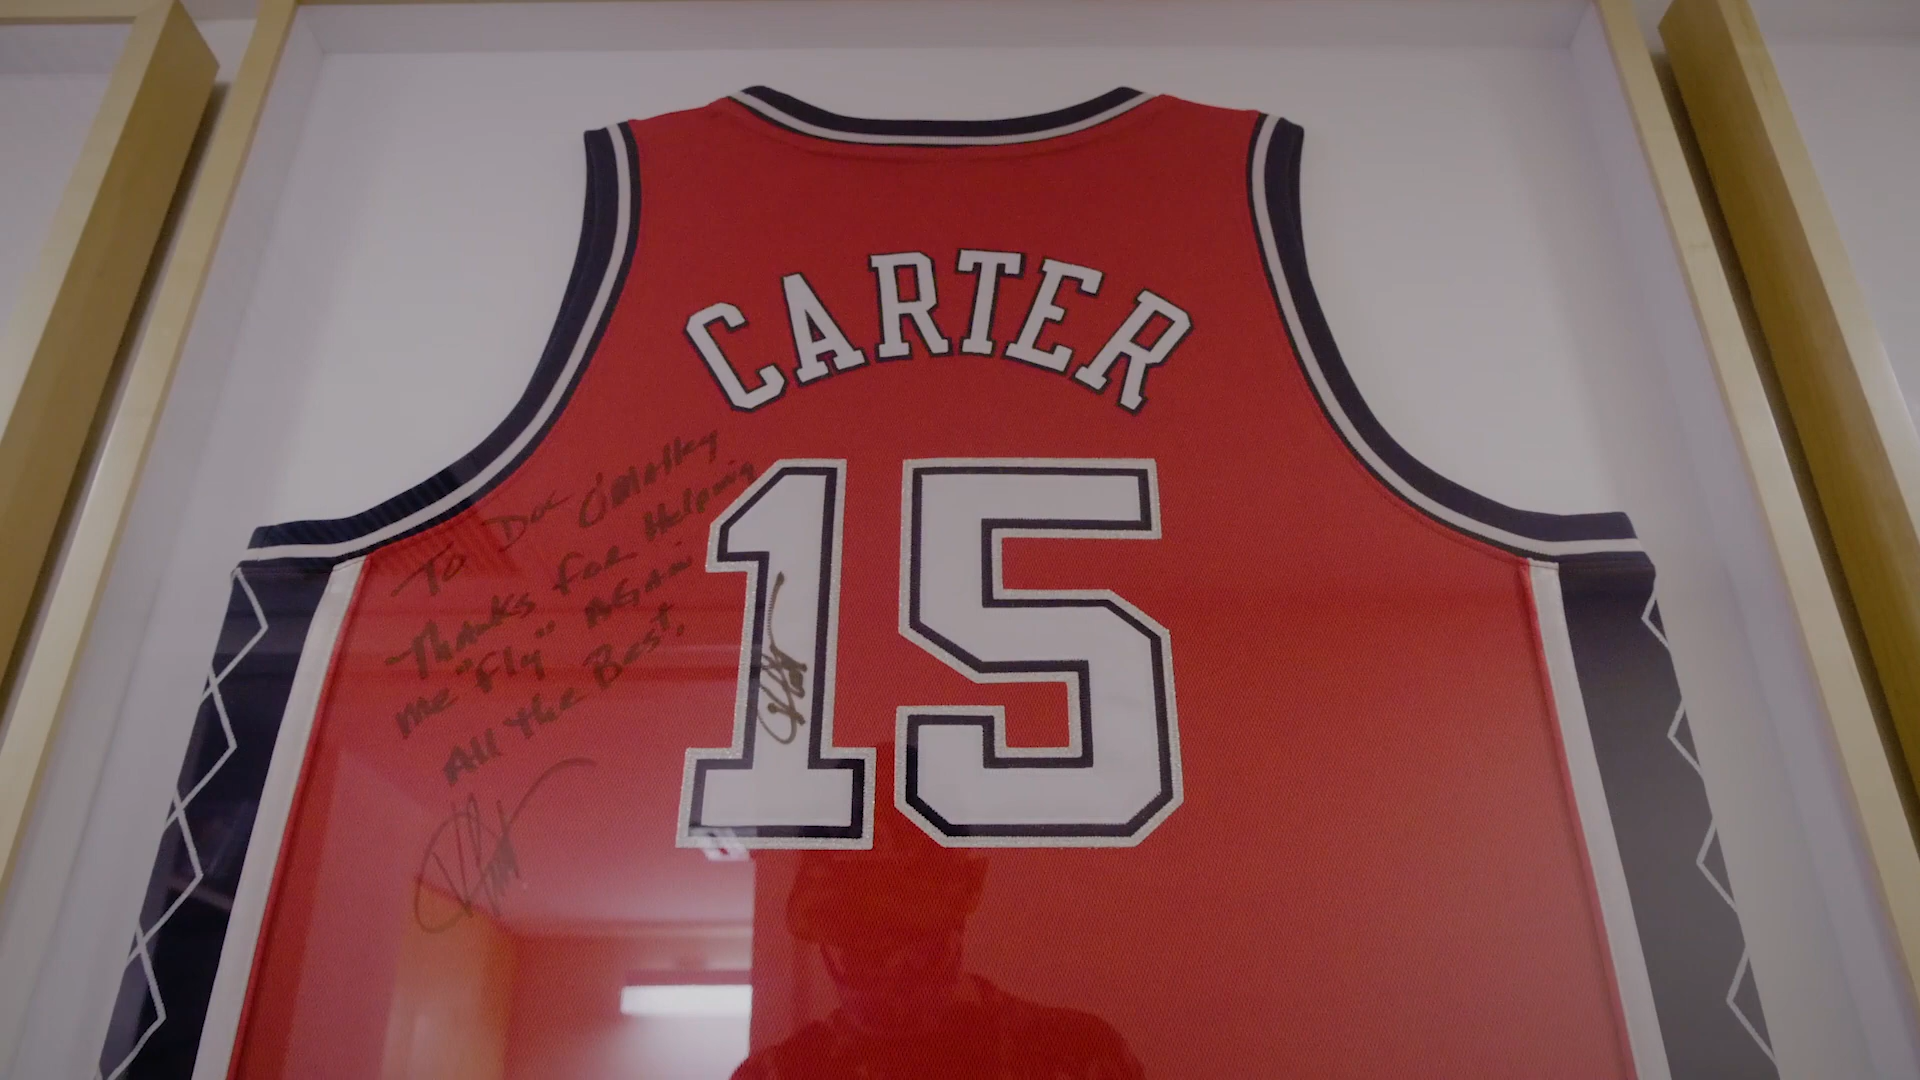 CARTER
15
To Doc O'Malley
Thanks for Helping
me "Fly" AGAIN
All the Best,